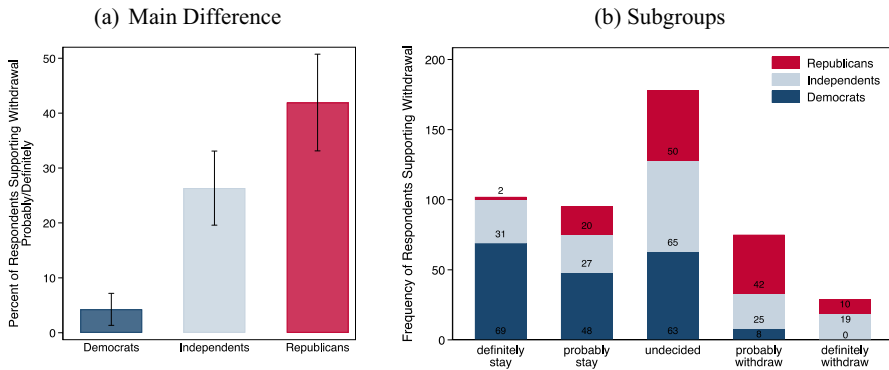 (a) Main Difference
Percent of Respondents Supporting Withdrawal
Probably/Definitely
50
40
30
20
10
0
Democrats Independents Republicans
(b) Subgroups
Frequency of Respondents Supporting Withdrawal
200
150
100
50
0
Republicans
Independents
Democrats
2
31
69
20
27
48
50
65
63
42
25
8
10
19
0
definitely
stay
probably
stay
undecided
probably
withdraw
definitely
withdraw